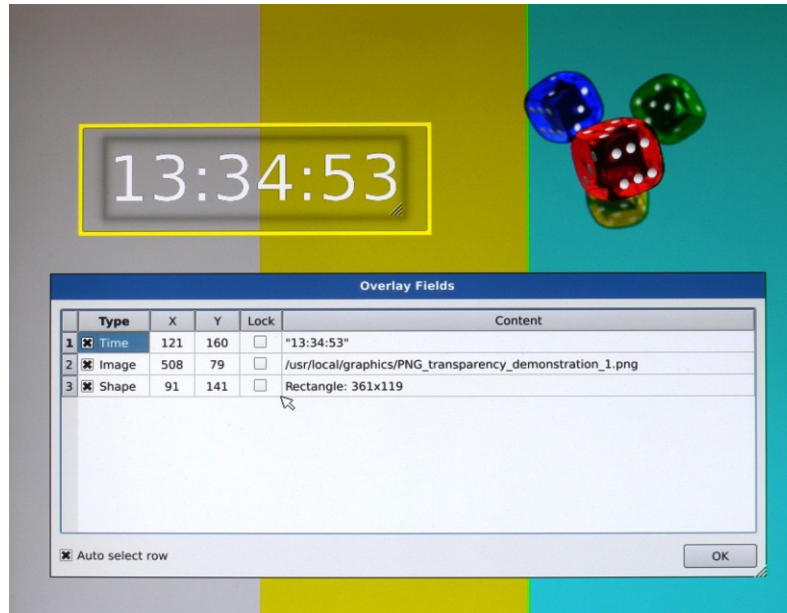 13:34:53
Overlay Fields
Type X Y Lock Content
1 Time 121 160 "13:34:53"
2 Image 508 79 /usr/local/graphics/PNG_transparency_demonstration_1.png
3 Shape 91 141 Rectangle: 361x119
Auto select row OK